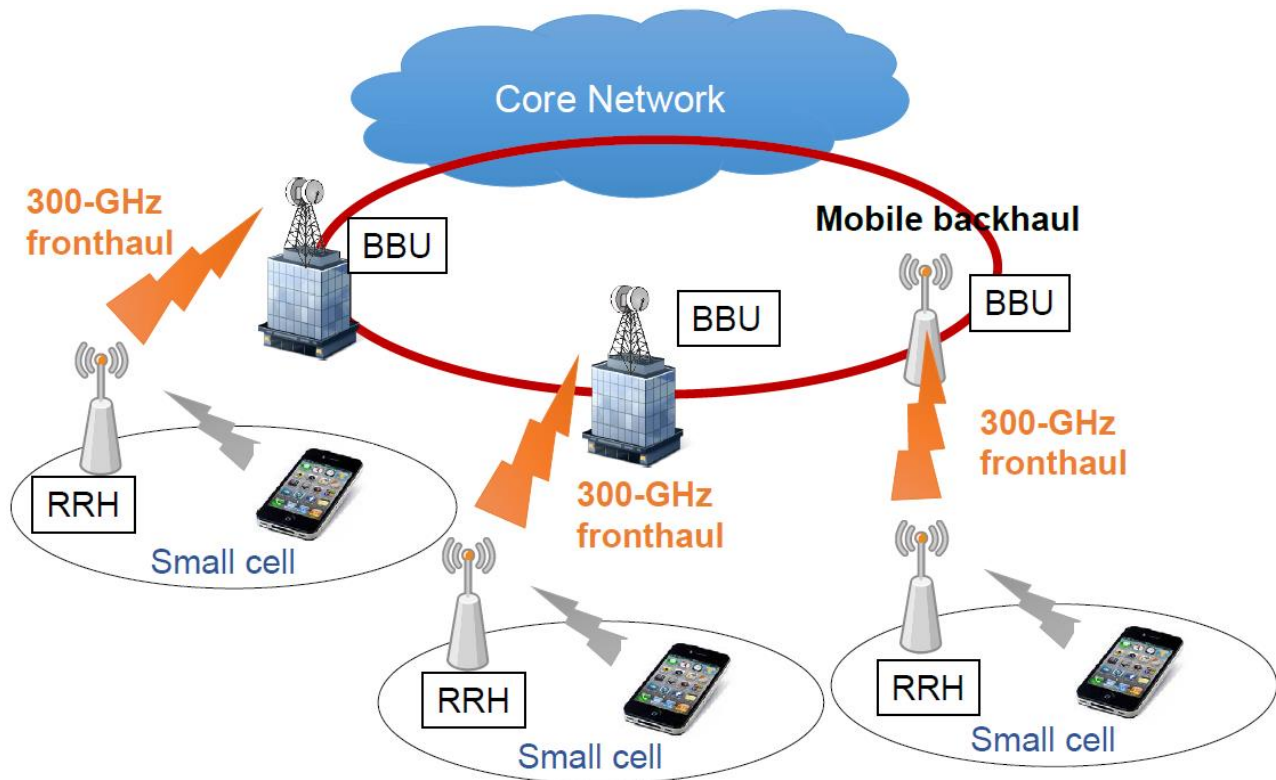 Core Network
300-GHz
fronthaul
BBU
Mobile backhaul
BBU
BBU
300-GHz
fronthaul
300-GHz
fronthaul
RRH
Small cell
RRH
Small cell
RRH
Small cell